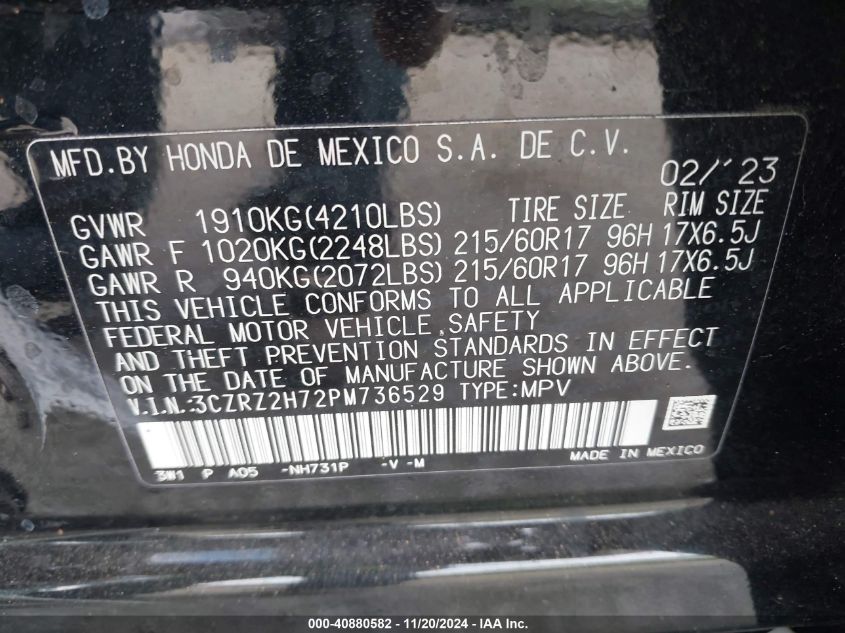 MFD.BY HONDA DE MEXICO S.A. DE C.V.
02/'23
GVWR 1910KG(4210LBS) TIRE SIZE RIM SIZE
GAWR F 1020KG(2248LBS) 215/60R17 96H 17X6.5J
GAWR R 940KG(2072LBS) 215/60R17 96H 17X6.5J
THIS VEHICLE CONFORMS TO ALL APPLICABLE
FEDERAL MOTOR VEHICLE SAFETY
AND THEFT PREVENTION STANDARDS IN EFFECT
ON THE DATE OF MANUFACTURE SHOWN ABOVE.
V.I.N.:3CZRZ2H72PM736529 TYPE:MPV
3W1 P A05 -NH731P -V -M MADE IN MEXICO
000-40880582 - 11/20/2024 - IAA Inc.